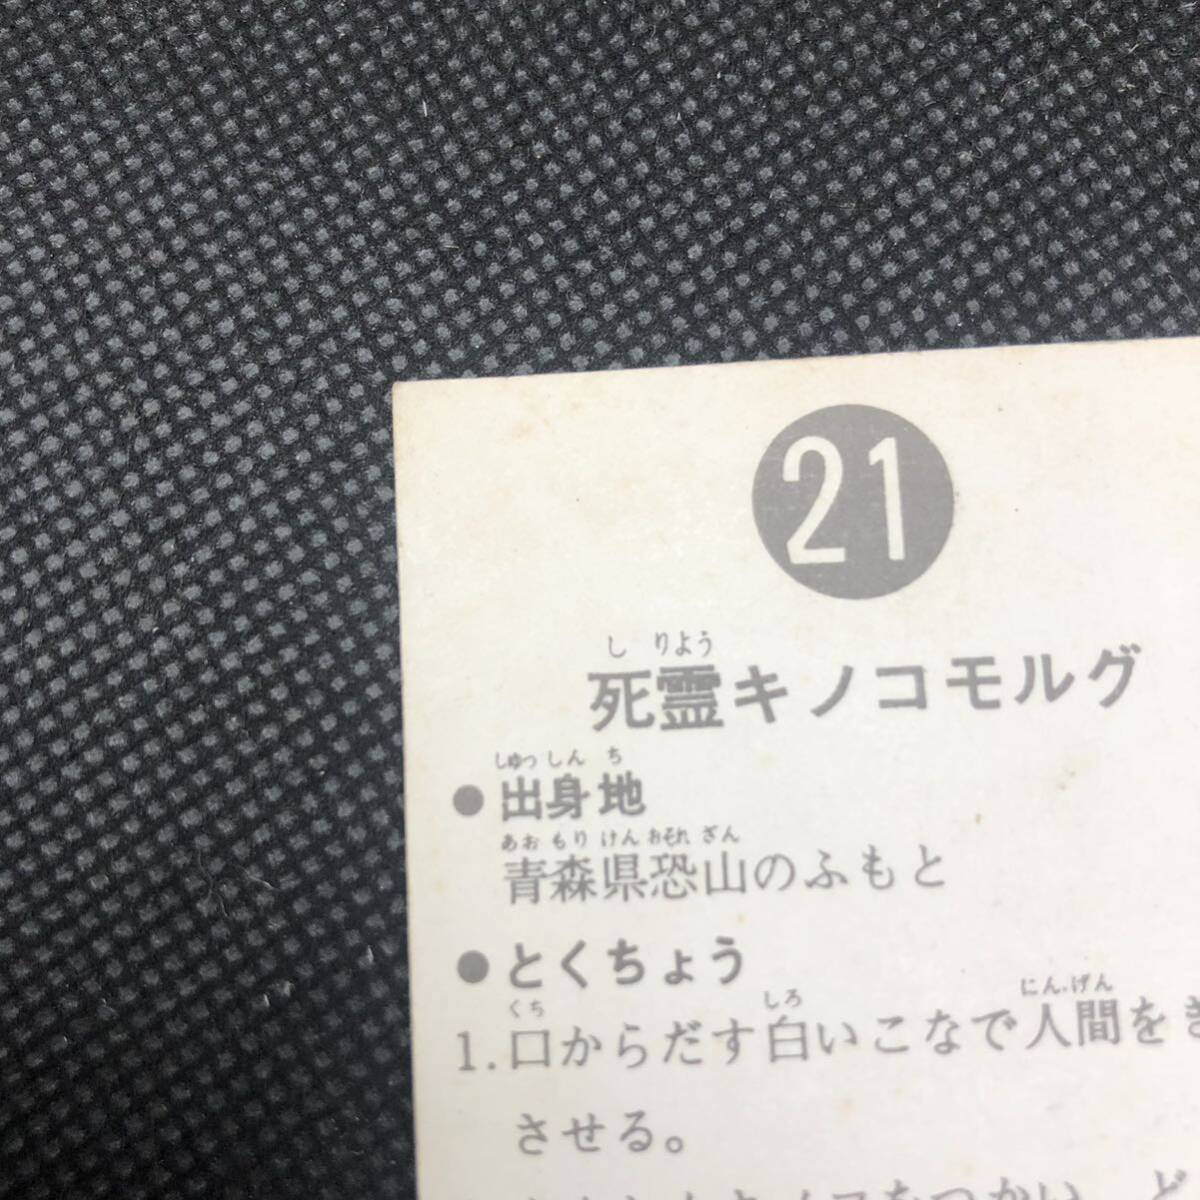 21
しりよう
死霊キノコモルグ
しゅっしんち
●出身地
あおもりけんおそれざん
青森県恐山のふもと
●とくちょう
くち しろ にんげん
1.口からだす白いこなで人間を
させる。